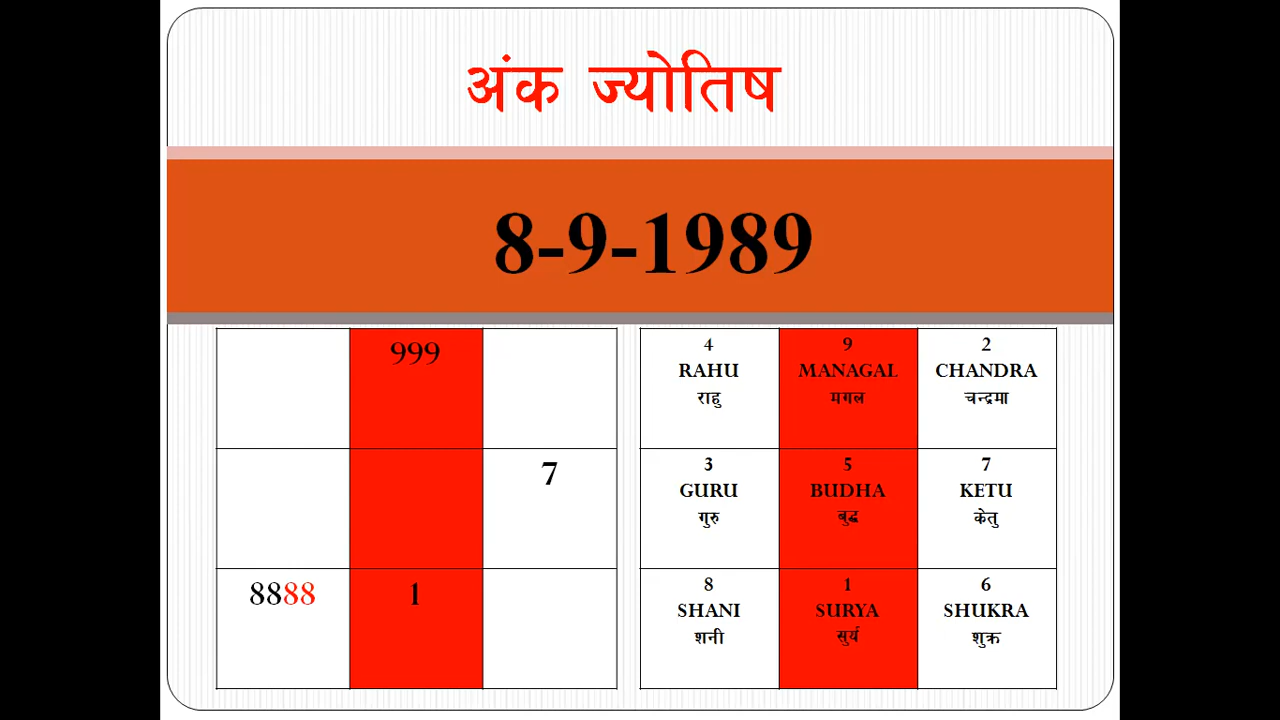 अंक ज्योतिष
8-9-1989
999
7
8888
1
4
RAHU
राहु
9
MANAGAL
मगल
2
CHANDRA
चन्द्रमा
3
GURU
गुरु
5
BUDHA
बुद्ध
7
KETU
केतु
8
SHANI
शनी
1
SURYA
सुर्य
6
SHUKRA
शुक्र